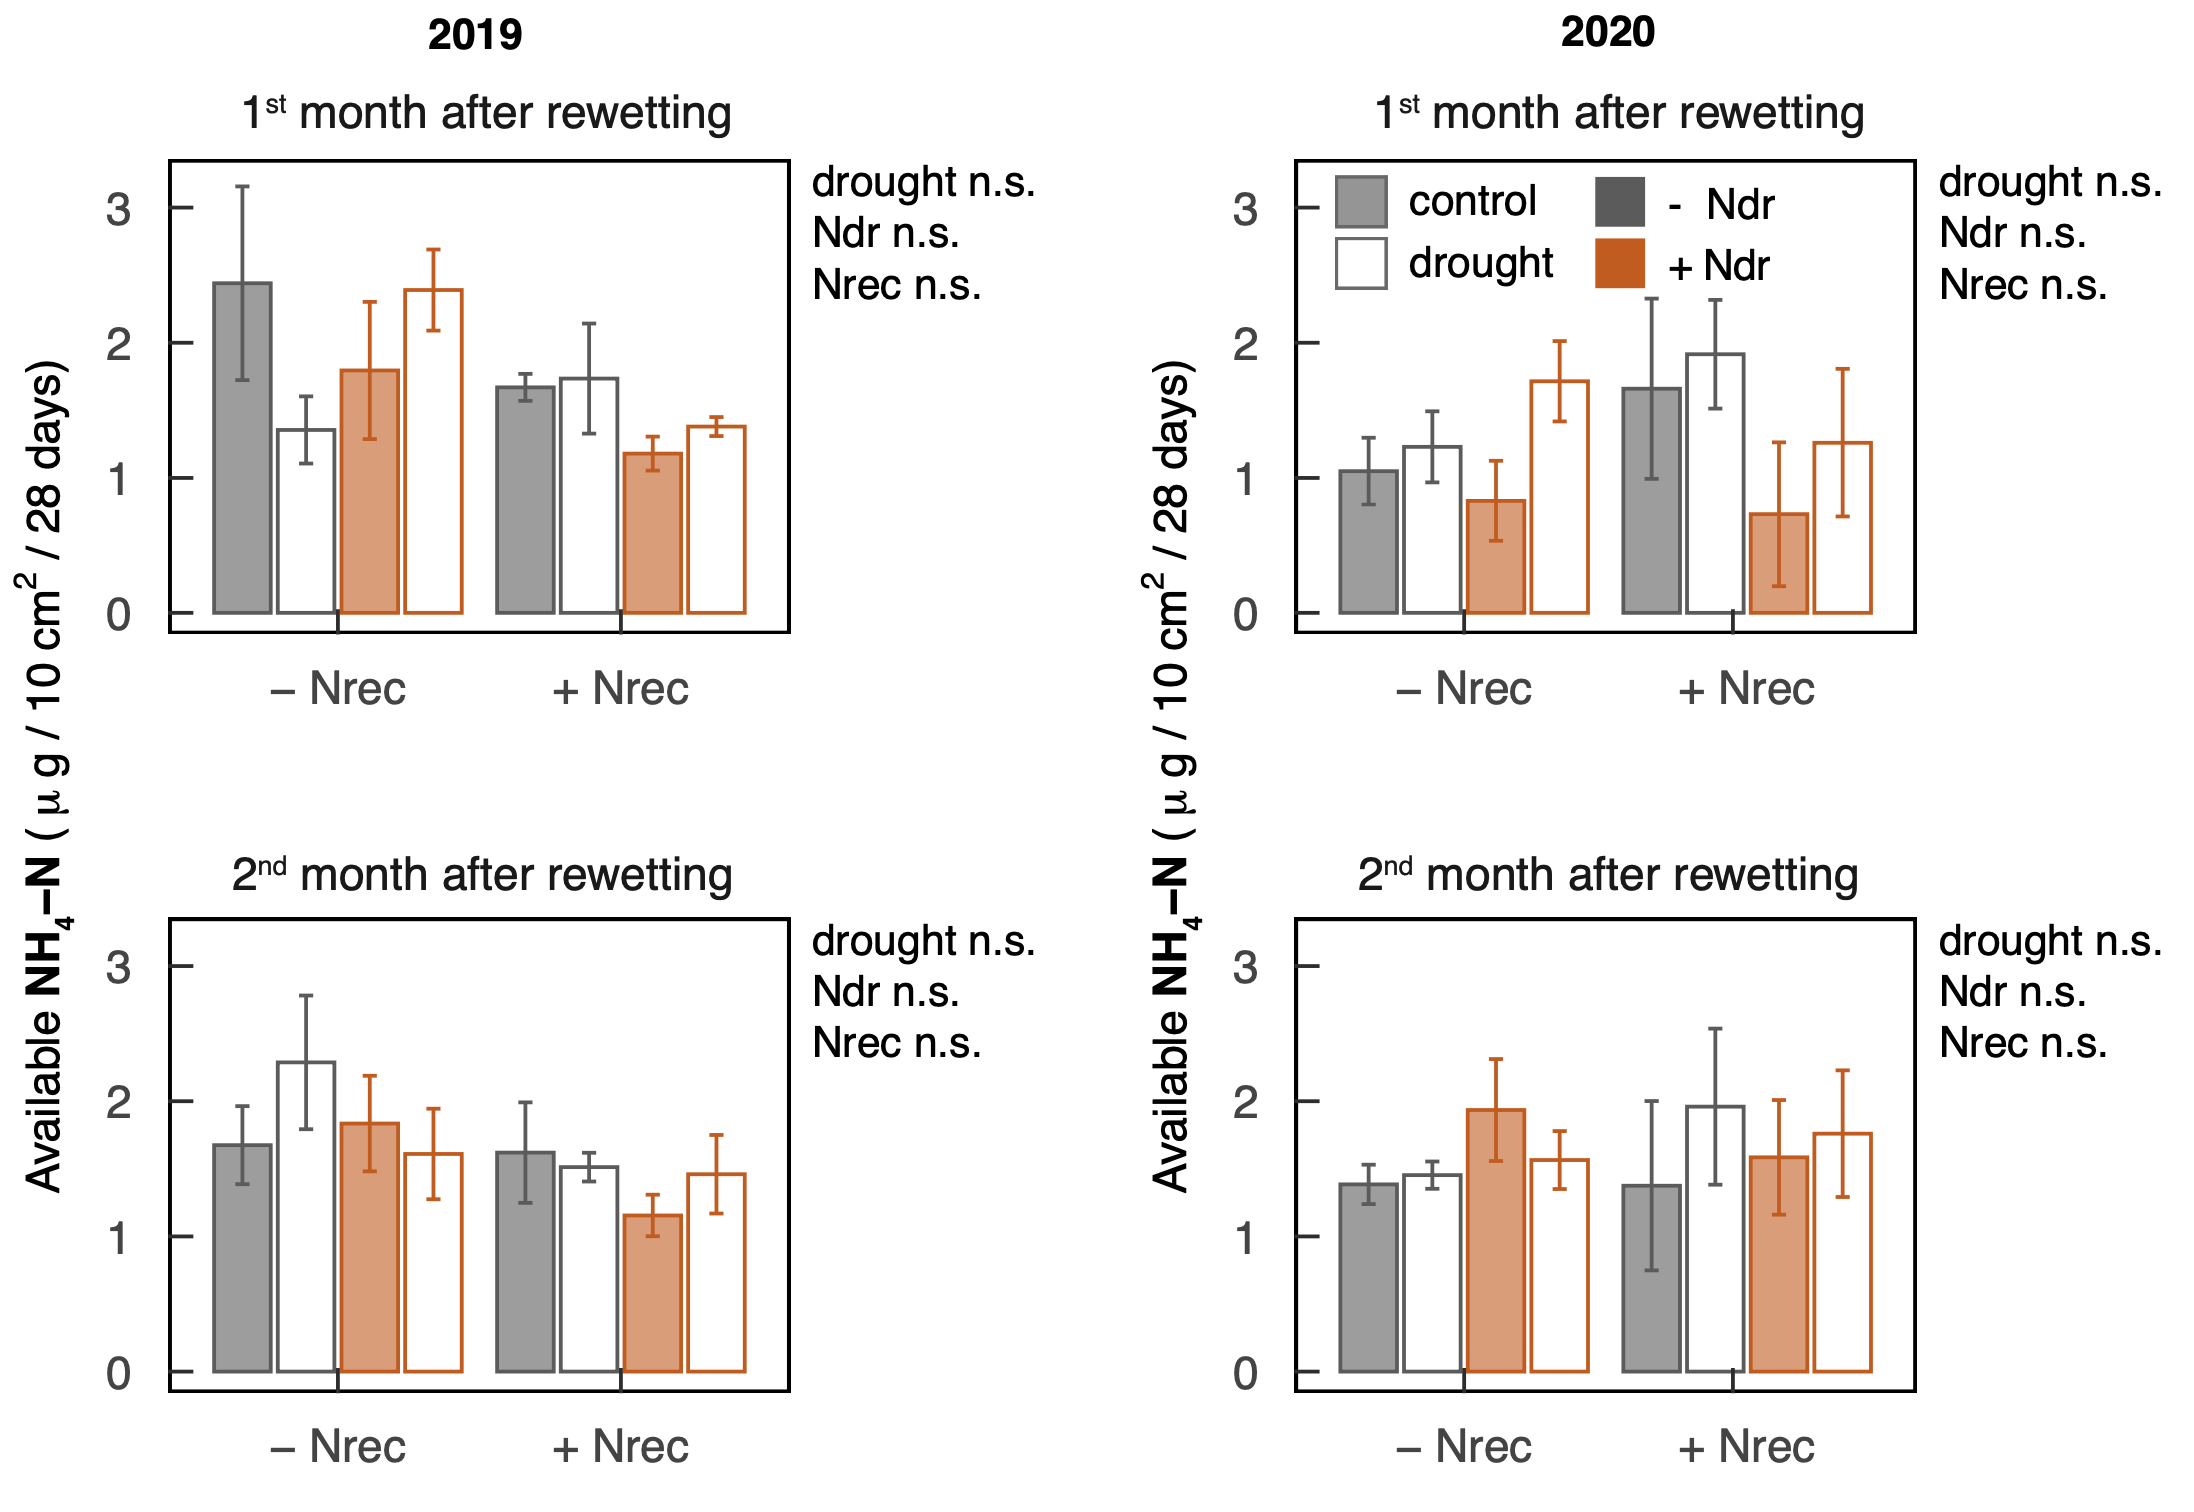 2019
1st month after rewetting
3
2
1
0
drought n.s.
Ndr n.s.
Nrec n.s.
– Nrec
+ Nrec
2nd month after rewetting
3
2
1
0
drought n.s.
Ndr n.s.
Nrec n.s.
– Nrec
+ Nrec
Available NH4–N ( μ g / 10 cm2 / 28 days)
2020
1st month after rewetting
3
2
1
0
control
drought
- Ndr
+ Ndr
drought n.s.
Ndr n.s.
Nrec n.s.
– Nrec
+ Nrec
2nd month after rewetting
3
2
1
0
drought n.s.
Ndr n.s.
Nrec n.s.
– Nrec
+ Nrec
Available NH4–N ( μ g / 10 cm2 / 28 days)